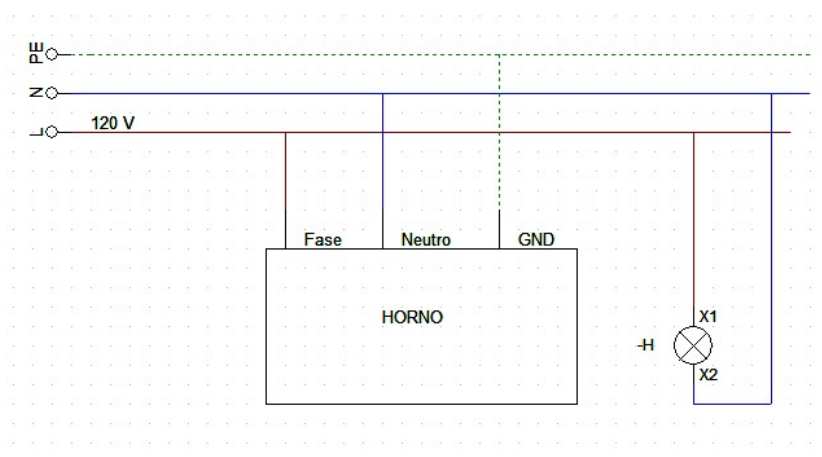 PE
N
L
120 V
Fase Neutro GND
HORNO
X1
-H
X2